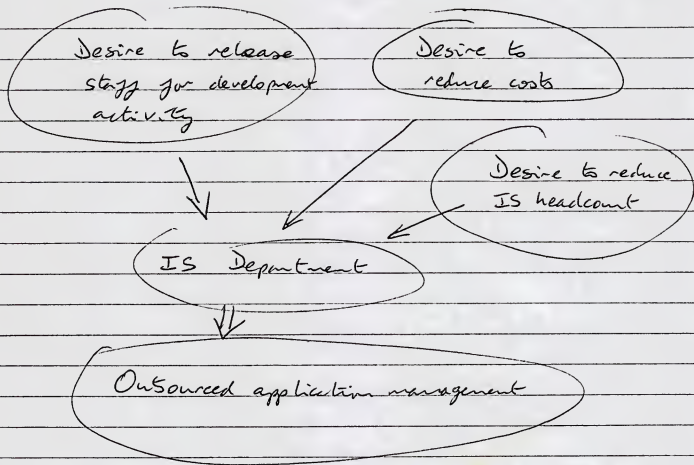 Desire to release
staff for development
activity
Desire to
reduce costs
Desire to reduce
IS headcount
IS Department
Outsourced application management